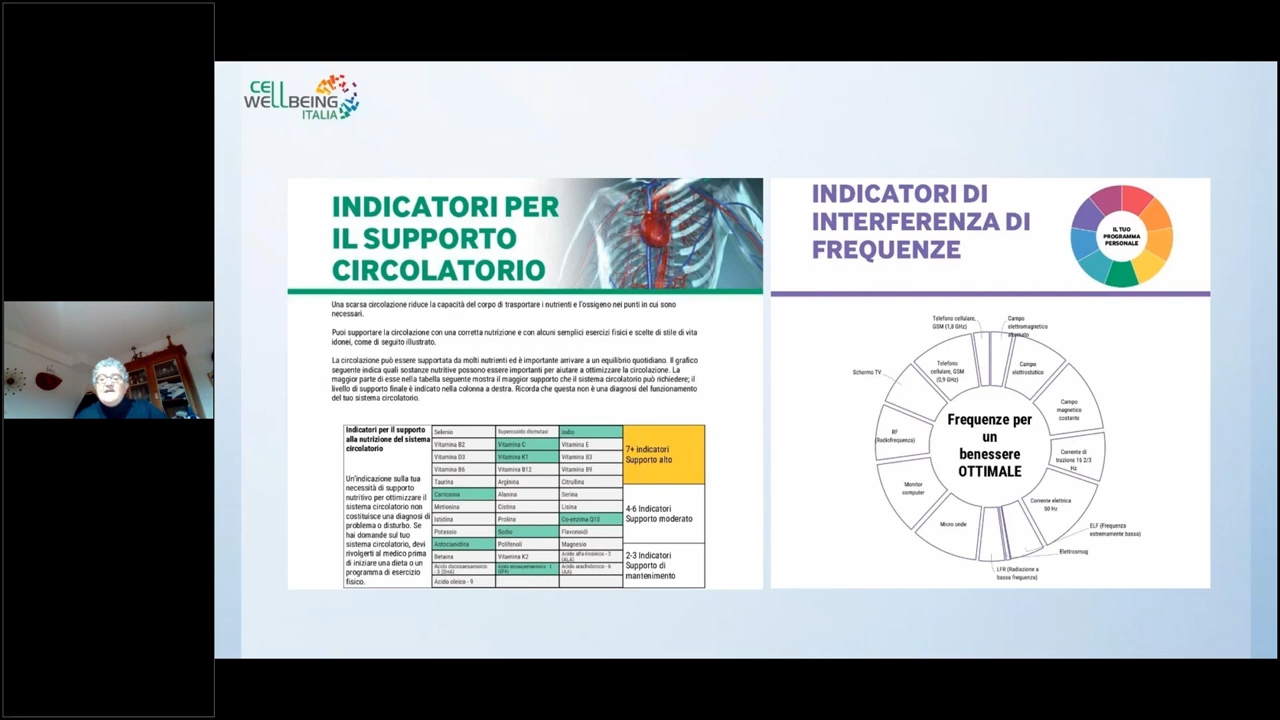 CELL
WELLBEING
ITALIA
INDICATORI PER
IL SUPPORTO
CIRCOLATORIO
Una scarsa circolazione riduce la capacità del corpo di trasportare i nutrienti e l'ossigeno nei punti in cui sono
necessari.
Puoi supportare la circolazione con una corretta nutrizione e con alcuni semplici esercizi fisici e scelte di stile di vita
idonei, come di seguito illustrato.
La circolazione può essere supportata da molti nutrienti ed è importante arrivare a un equilibrio quotidiano. Il grafico
seguente indica quali sostanze nutritive possono essere importanti per aiutare a ottimizzare la circolazione. La
maggior parte di esse nella tabella seguente mostra il maggior supporto che il sistema circolatorio può richiedere; il
livello di supporto finale è indicato nella colonna a destra. Ricorda che questa non è una diagnosi del funzionamento
del tuo sistema circolatorio.
Indicatori per il supporto
alla nutrizione del sistema
circolatorio
Un'indicazione sulla tua
necessità di supporto
nutritivo per ottimizzare il
sistema circolatorio non
costituisce una diagnosi di
problema o disturbo. Se
hai domande sul tuo
sistema circolatorio, devi
rivolgerti al medico prima
di iniziare una dieta o un
programma di esercizio
fisico.
Selenio Superossido dismutasi Iodio
Vitamina B2 Vitamina C Vitamina E
Vitamina D3 Vitamina K1 Vitamina B3
Vitamina B6 Vitamina B12 Vitamina B9
Taurina Arginina Citrullina
Carnosina Alanina Serina
Metionina Cistina Lisina
Istidina Prolina Co-enzima Q10
Potassio Sodio Flavonoidi
Antocianidina Polifenoli Magnesio
Betaina Vitamina K2 Acido alfa-linoleico - 3 (ALA)
Acido docosaesaenoico - 3 (DHA) Acido eicosapentaenoico - 3 (EPA) Acido arachidonico - 6 (AA)
Acido oleico - 9
7+ Indicatori
Supporto alto
4-6 Indicatori
Supporto moderato
2-3 Indicatori
Supporto di
mantenimento
INDICATORI DI
INTERFERENZA DI
FREQUENZE
IL TUO
PROGRAMMA
PERSONALE
Telefono cellulare,
GSM (1,8 GHz)
Campo
elettromagnetico
alternato
Campo
elettrostatico
Campo
magnetico
costante
Corrente di
trazione 16 2/3
Hz
Corrente elettrica
50 Hz
ELF (Frequenza
estremamente bassa)
Elettrosmog
LFR (Radiazione a
bassa frequenza)
Micro onde
Monitor
computer
RF
(Radiofrequenza)
Schermo TV
Telefono
cellulare, GSM
(0,9 GHz)
Frequenze per
un
benessere
OTTIMALE